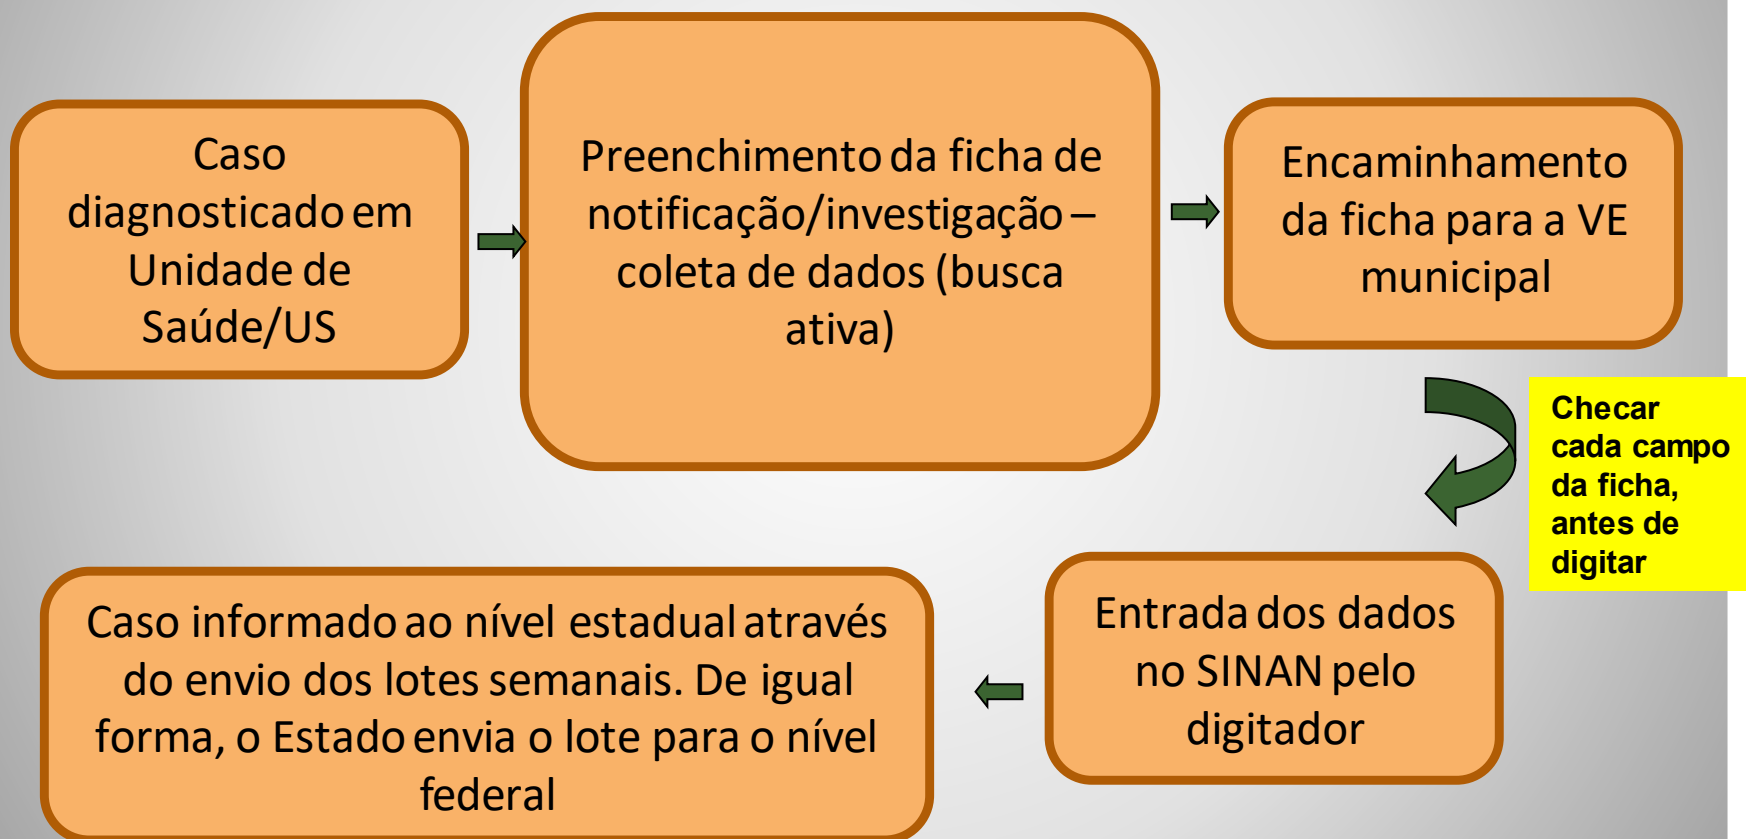 Caso
diagnosticado em
Unidade de
Saúde/US
Preenchimento da ficha de
notificação/investigação –
coleta de dados (busca
ativa)
Encaminhamento
da ficha para a VE
municipal
Checar
cada campo
da ficha,
antes de
digitar
Entrada dos dados
no SINAN pelo
digitador
Caso informado ao nível estadual através
do envio dos lotes semanais. De igual
forma, o Estado envia o lote para o nível
federal